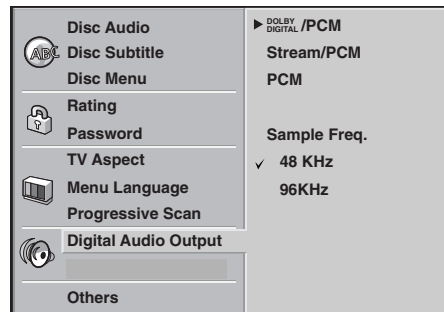 Disc Audio
ABC Disc Subtitle
Disc Menu
Rating
Password
TV Aspect
Menu Language
Progressive Scan
Digital Audio Output
Others
DOLBY DIGITAL /PCM
Stream/PCM
PCM
Sample Freq.
48 KHz
96KHz